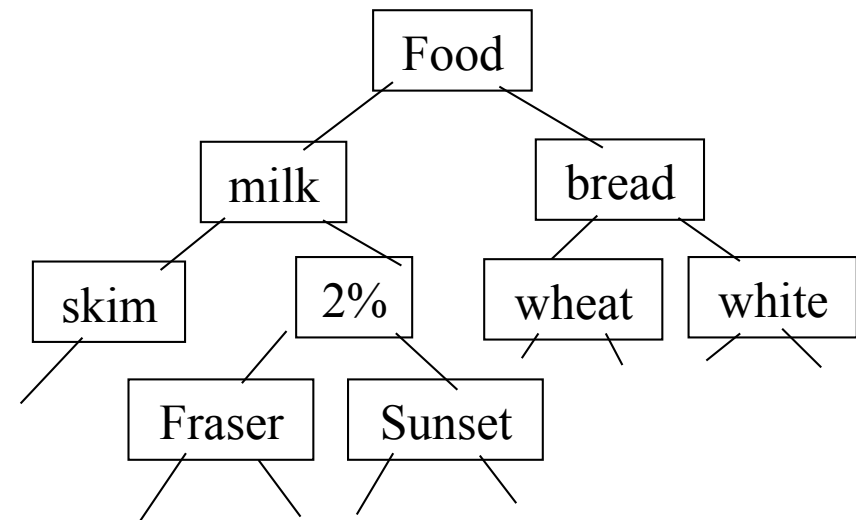 Food
milk
bread
skim
2%
wheat
white
Fraser
Sunset